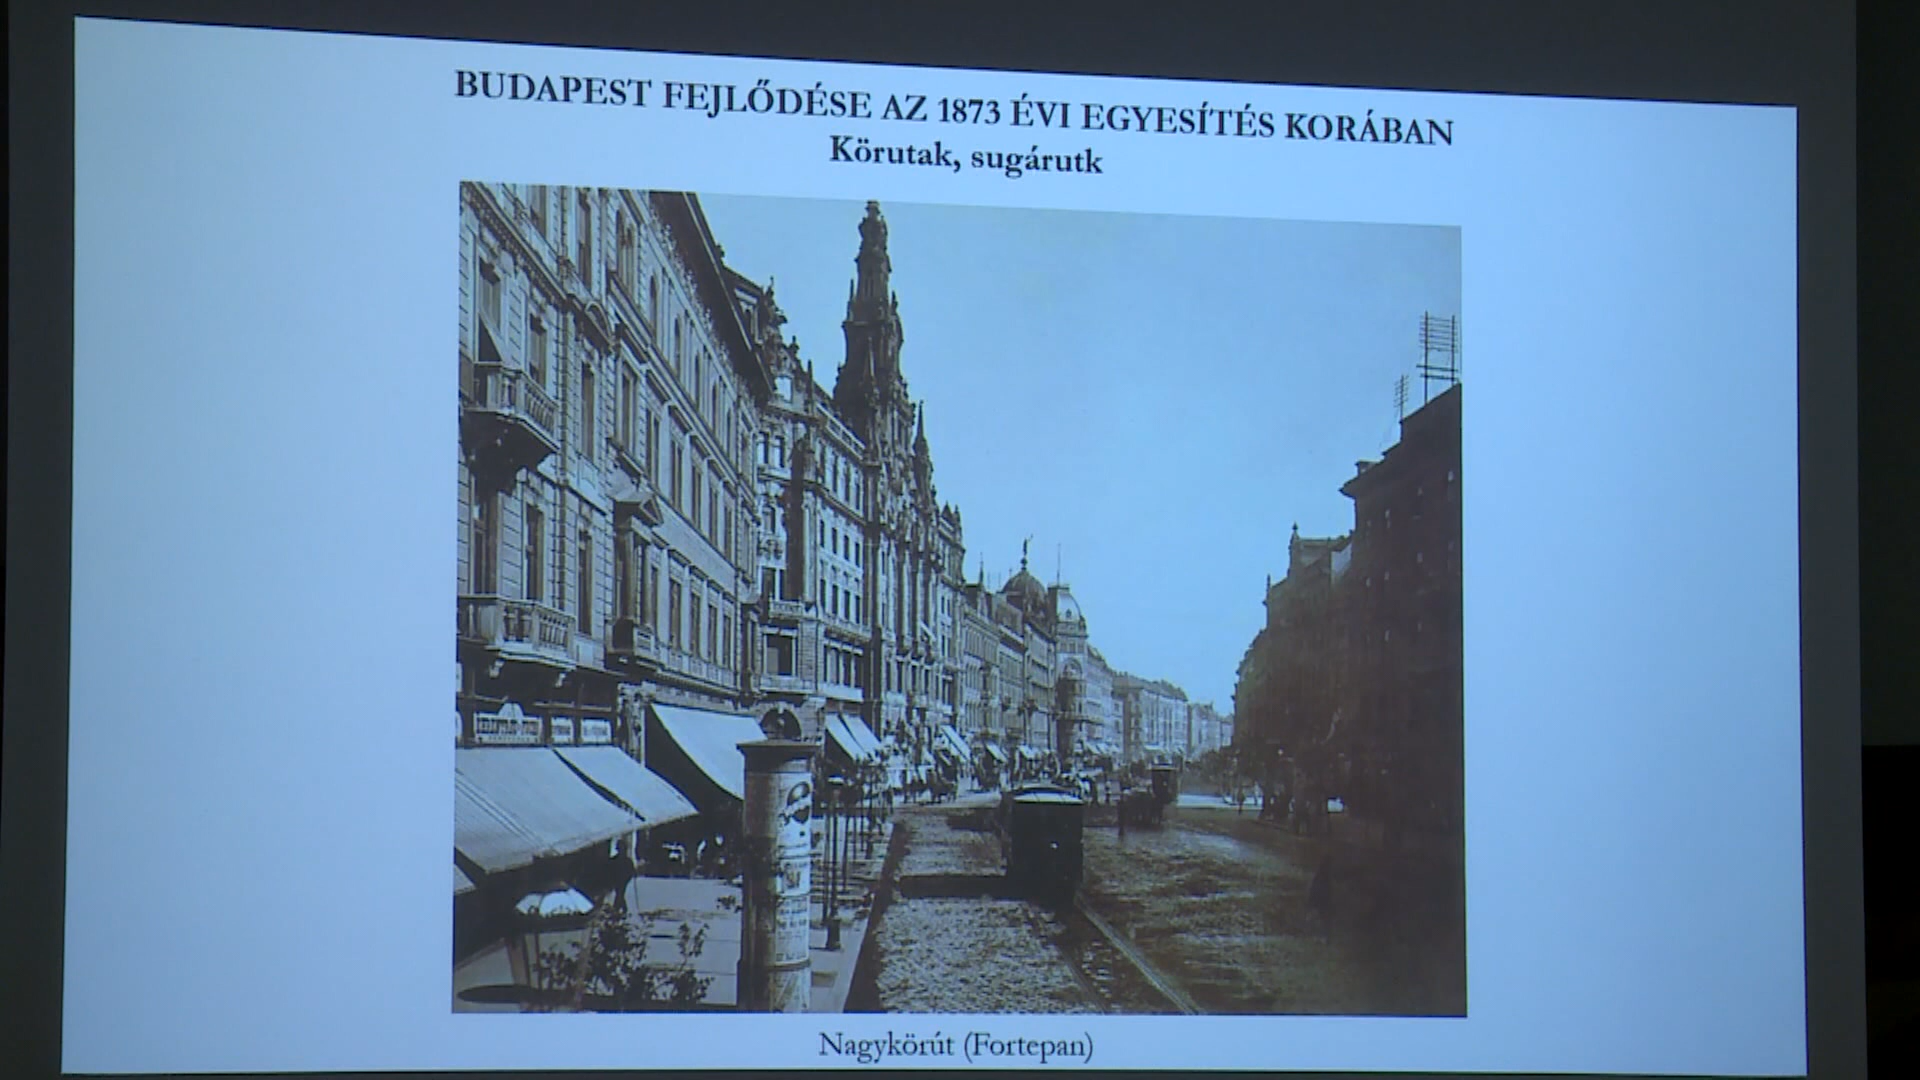 BUDAPEST FEJLŐDÉSE AZ 1873 ÉVI EGYESÍTÉS KORÁBAN
Körutak, sugárutk
Nagykörút (Fortepan)